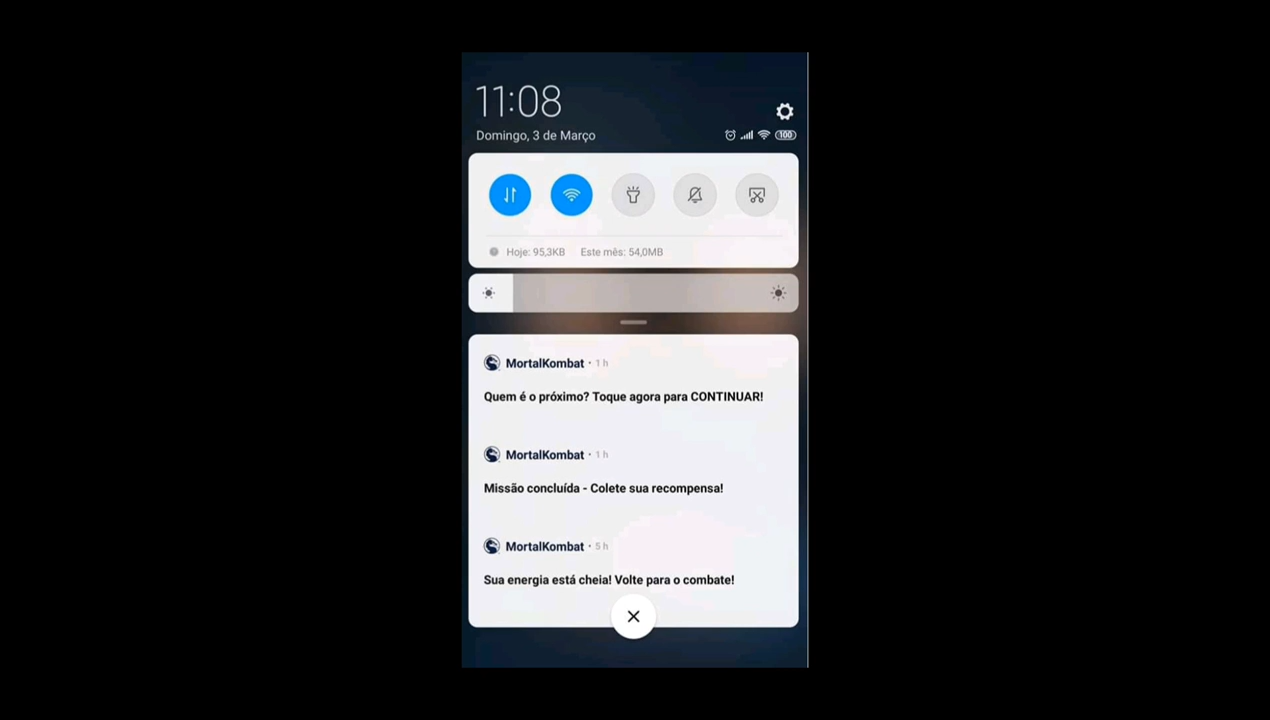 11:08
Domingo, 3 de Março
100
Hoje: 95,3KB Este mês: 54,0MB
MortalKombat · 1 h
Quem é o próximo? Toque agora para CONTINUAR!
MortalKombat · 1 h
Missão concluída - Colete sua recompensa!
MortalKombat · 5 h
Sua energia está cheia! Volte para o combate!